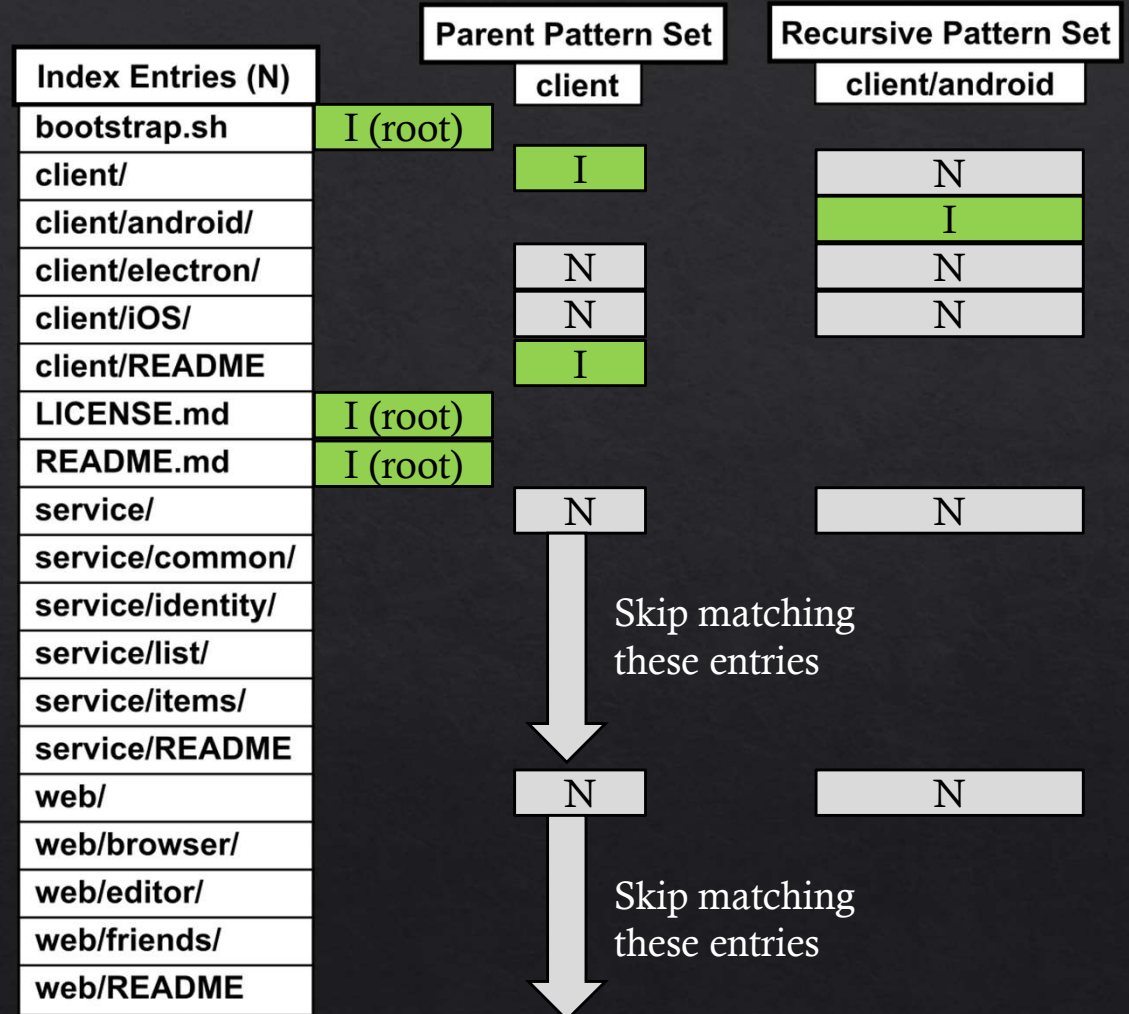 Parent Pattern Set Recursive Pattern Set
Index Entries (N) client client/android
bootstrap.sh I (root)
client/ I N
client/android/ I
client/electron/ N N
client/iOS/ N N
client/README I
LICENSE.md I (root)
README.md I (root)
service/ N N
service/common/
service/identity/
service/list/
service/items/
service/README
Skip matching
these entries
web/ N N
web/browser/
web/editor/
web/friends/
web/README
Skip matching
these entries